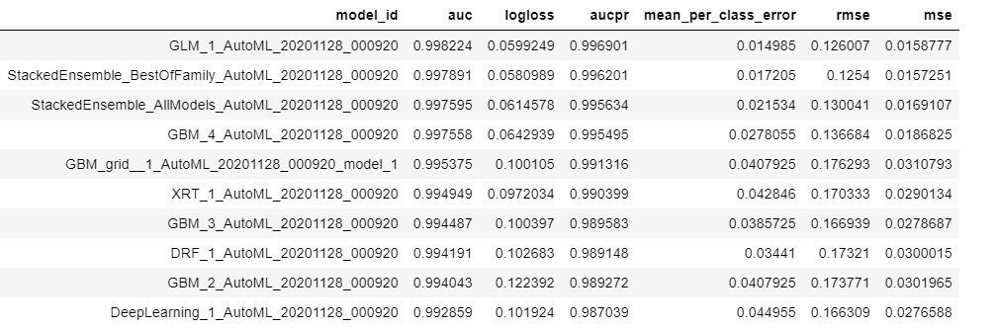 model_id auc logloss aucpr mean_per_class_error rmse mse
GLM_1_AutoML_20201128_000920 0.998224 0.0599249 0.996901 0.014985 0.126007 0.0158777
StackedEnsemble_BestOfFamily_AutoML_20201128_000920 0.997891 0.0580989 0.996201 0.017205 0.1254 0.0157251
StackedEnsemble_AllModels_AutoML_20201128_000920 0.997595 0.0614578 0.995634 0.021534 0.130041 0.0169107
GBM_4_AutoML_20201128_000920 0.997558 0.0642939 0.995495 0.0278055 0.136684 0.0186825
GBM_grid__1_AutoML_20201128_000920_model_1 0.995375 0.100105 0.991316 0.0407925 0.176293 0.0310793
XRT_1_AutoML_20201128_000920 0.994949 0.0972034 0.990399 0.042846 0.170333 0.0290134
GBM_3_AutoML_20201128_000920 0.994487 0.100397 0.989583 0.0385725 0.166939 0.0278687
DRF_1_AutoML_20201128_000920 0.994191 0.102683 0.989148 0.03441 0.17321 0.0300015
GBM_2_AutoML_20201128_000920 0.994043 0.122392 0.989272 0.0407925 0.173771 0.0301965
DeepLearning_1_AutoML_20201128_000920 0.992859 0.101924 0.987039 0.044955 0.166309 0.0276588